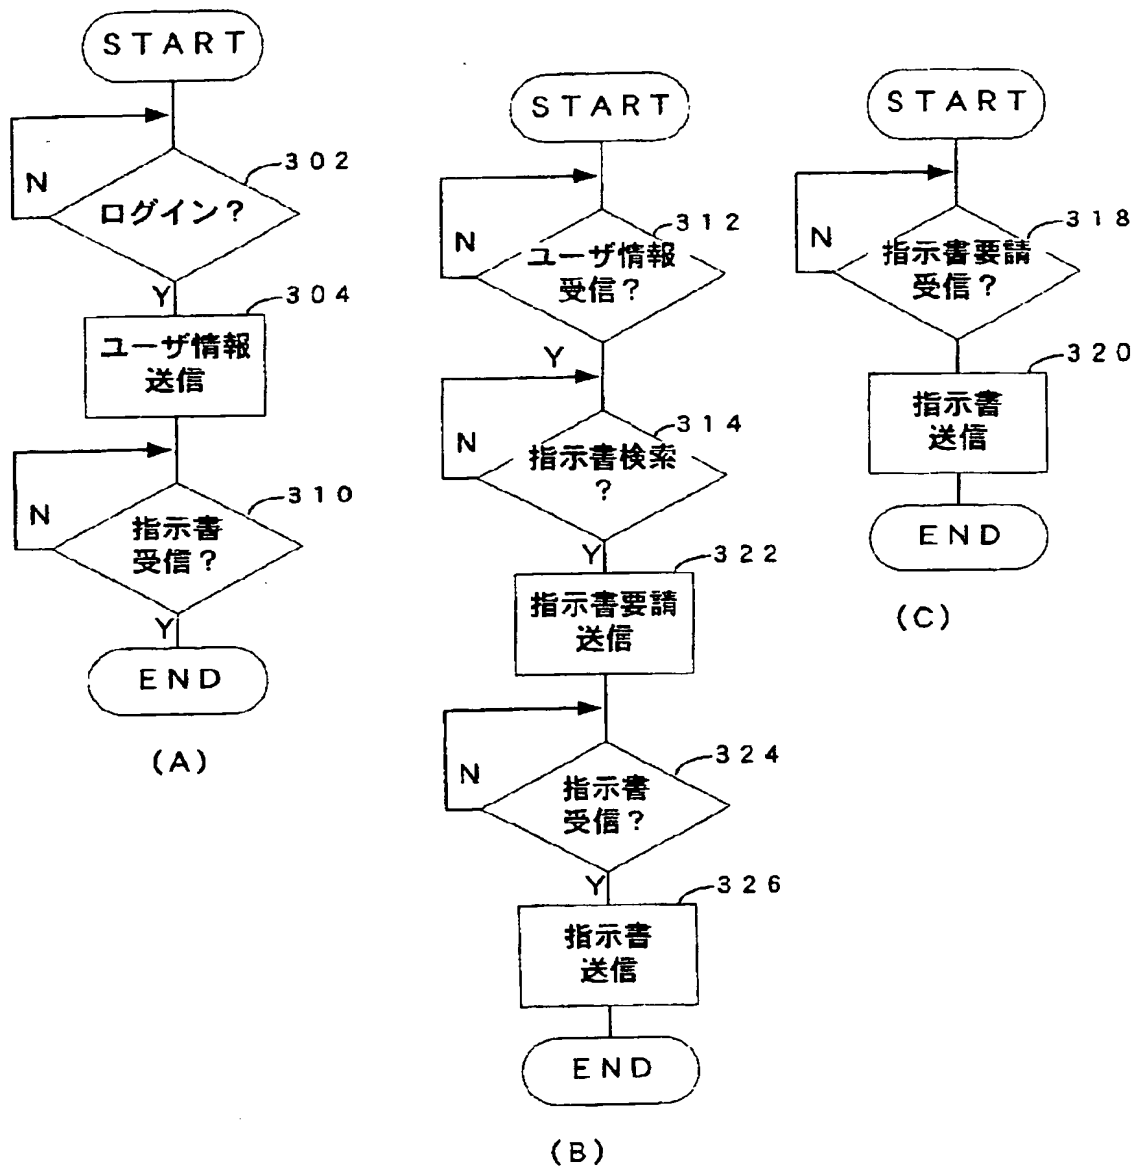 START
302
N
ログイン?
Y
304
ユーザ情報
送信
310
N
指示書
受信?
Y
END
(A)
START
312
N
ユーザ情報
受信?
Y
314
N
指示書検索
?
Y
322
指示書要請
送信
324
N
指示書
受信?
Y
326
指示書
送信
END
(B)
START
318
N
指示書要請
受信?
320
指示書
送信
END
(C)